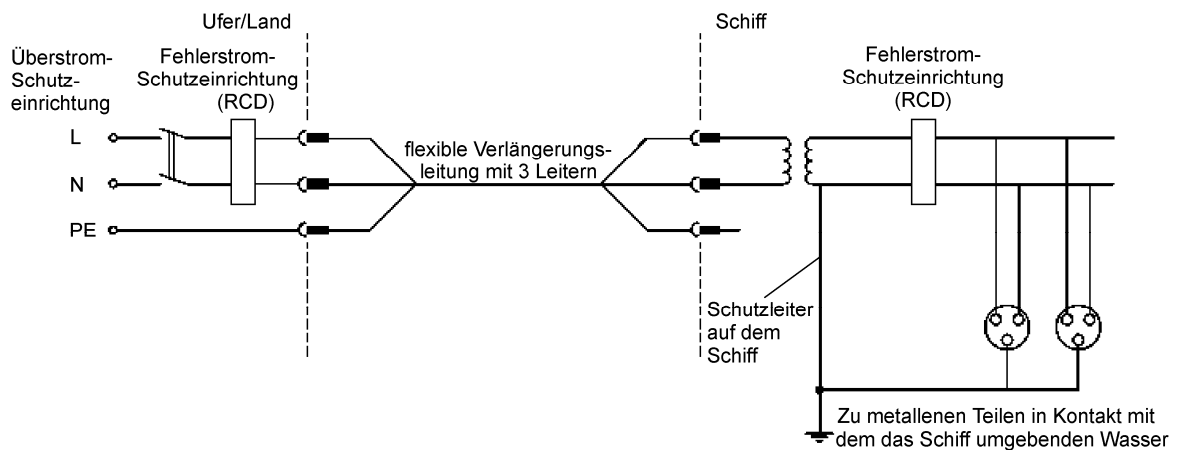 Ufer/Land
Schiff
Überstrom-
Schutz-
einrichtung
Fehlerstrom-
Schutzeinrichtung
(RCD)
Fehlerstrom-
Schutzeinrichtung
(RCD)
L
N
PE
flexible Verlängerungs-
leitung mit 3 Leitern
Schutzleiter
auf dem
Schiff
Zu metallenen Teilen in Kontakt mit
dem das Schiff umgebenden Wasser